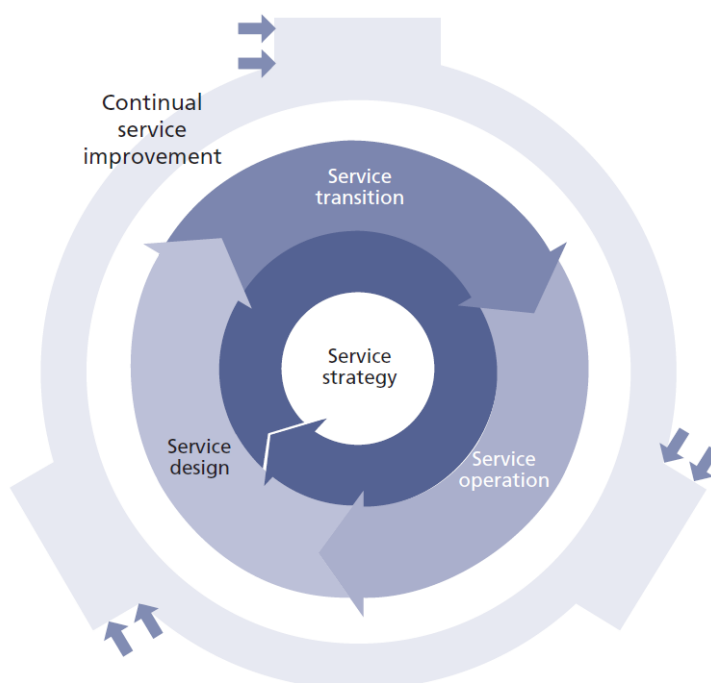 Continual
service
improvement
Service
transition
Service
strategy
Service
design
Service
operation